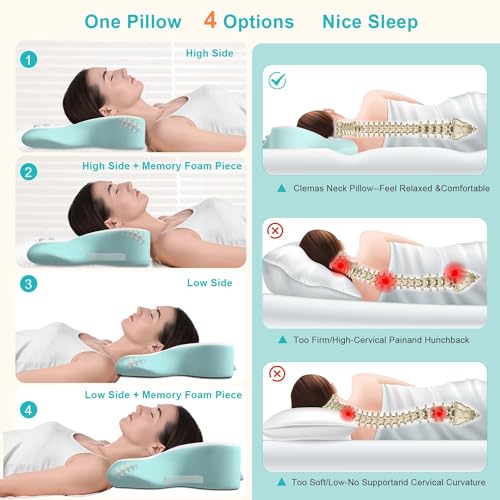 One Pillow 4 Options Nice Sleep
1
High Side
2
High Side + Memory Foam Piece
3
Low Side
4
Low Side + Memory Foam Piece
Clemas Neck Pillow--Feel Relaxed &Comfortable
Too Firm/High-Cervical Painand Hunchback
Too Soft/Low-No Supportand Cervical Curvature